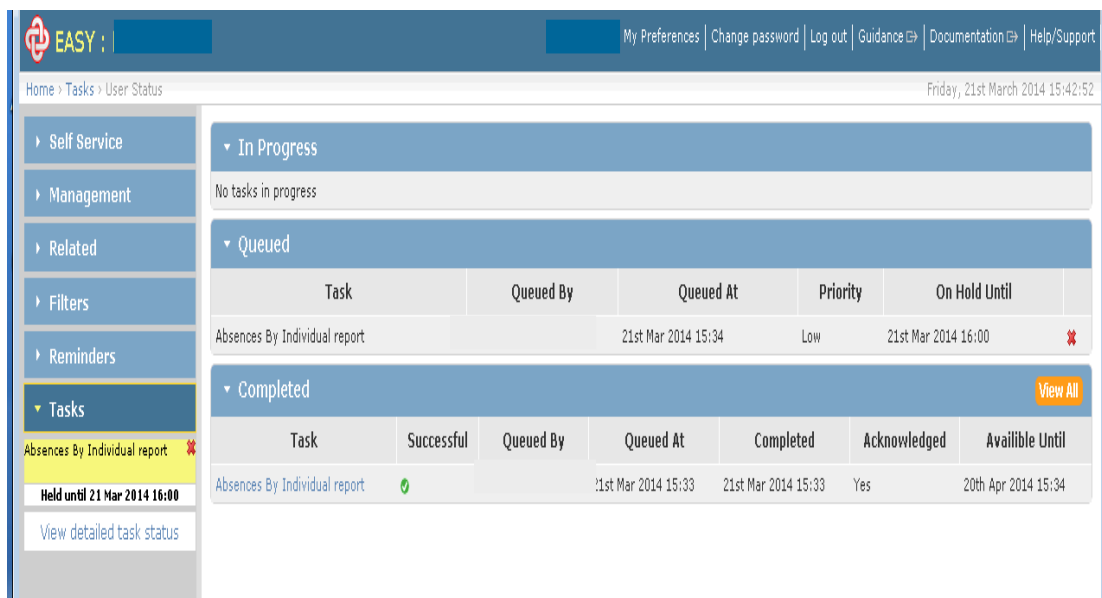 EASY :
My Preferences | Change password | Log out | Guidance | Documentation | Help/Support
Home › Tasks › User Status
Friday, 21st March 2014 15:42:52
Self Service
Management
Related
Filters
Reminders
Tasks
Absences By Individual report
Held until 21 Mar 2014 16:00
View detailed task status
In Progress
No tasks in progress
Queued
Task Queued By Queued At Priority On Hold Until
Absences By Individual report 21st Mar 2014 15:34 Low 21st Mar 2014 16:00
Completed
View All
Task Successful Queued By Queued At Completed Acknowledged Availible Until
Absences By Individual report 21st Mar 2014 15:33 21st Mar 2014 15:33 Yes 20th Apr 2014 15:34